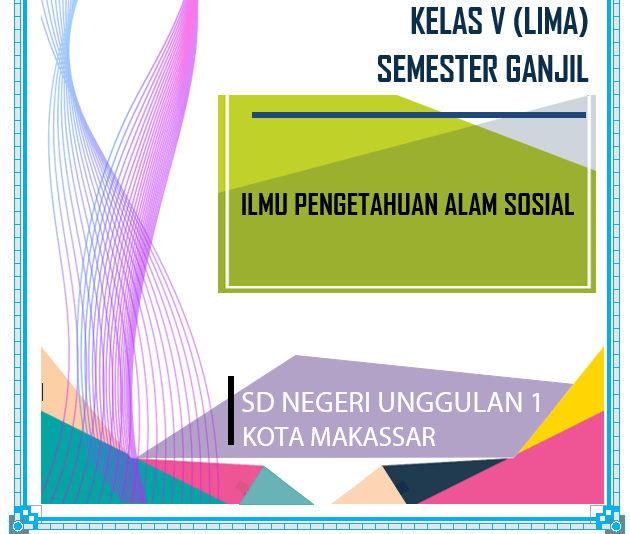 KELAS V (LIMA)
SEMESTER GANJIL
ILMU PENGETAHUAN ALAM SOSIAL
SD NEGERI UNGGULAN 1
KOTA MAKASSAR